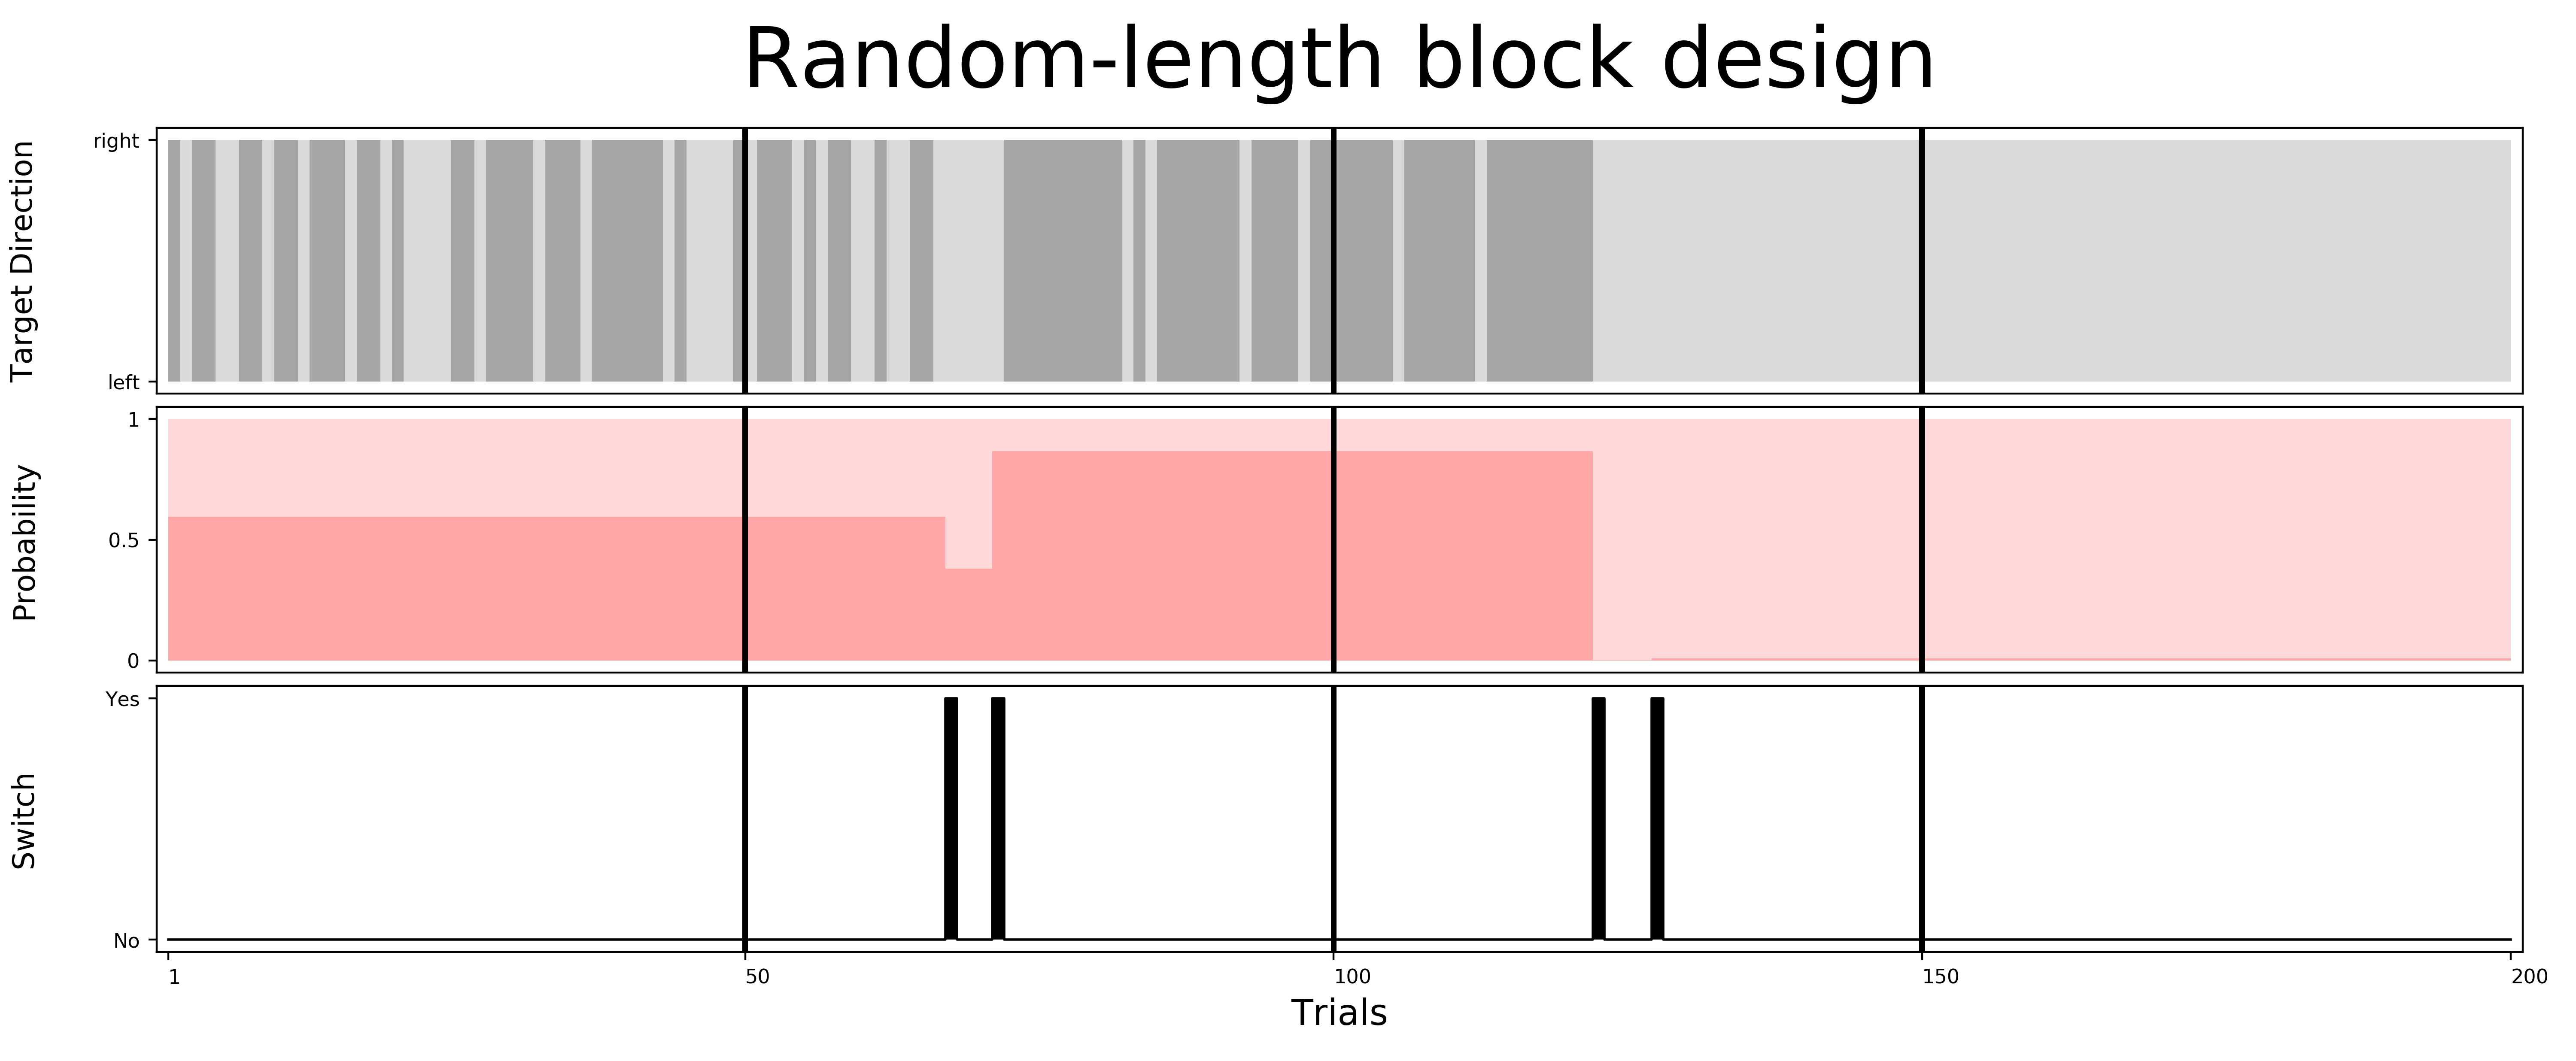 Random-length block design
Target Direction
right
left
Probability
1
0.5
0
Switch
Yes
No
1
50
100
150
200
Trials